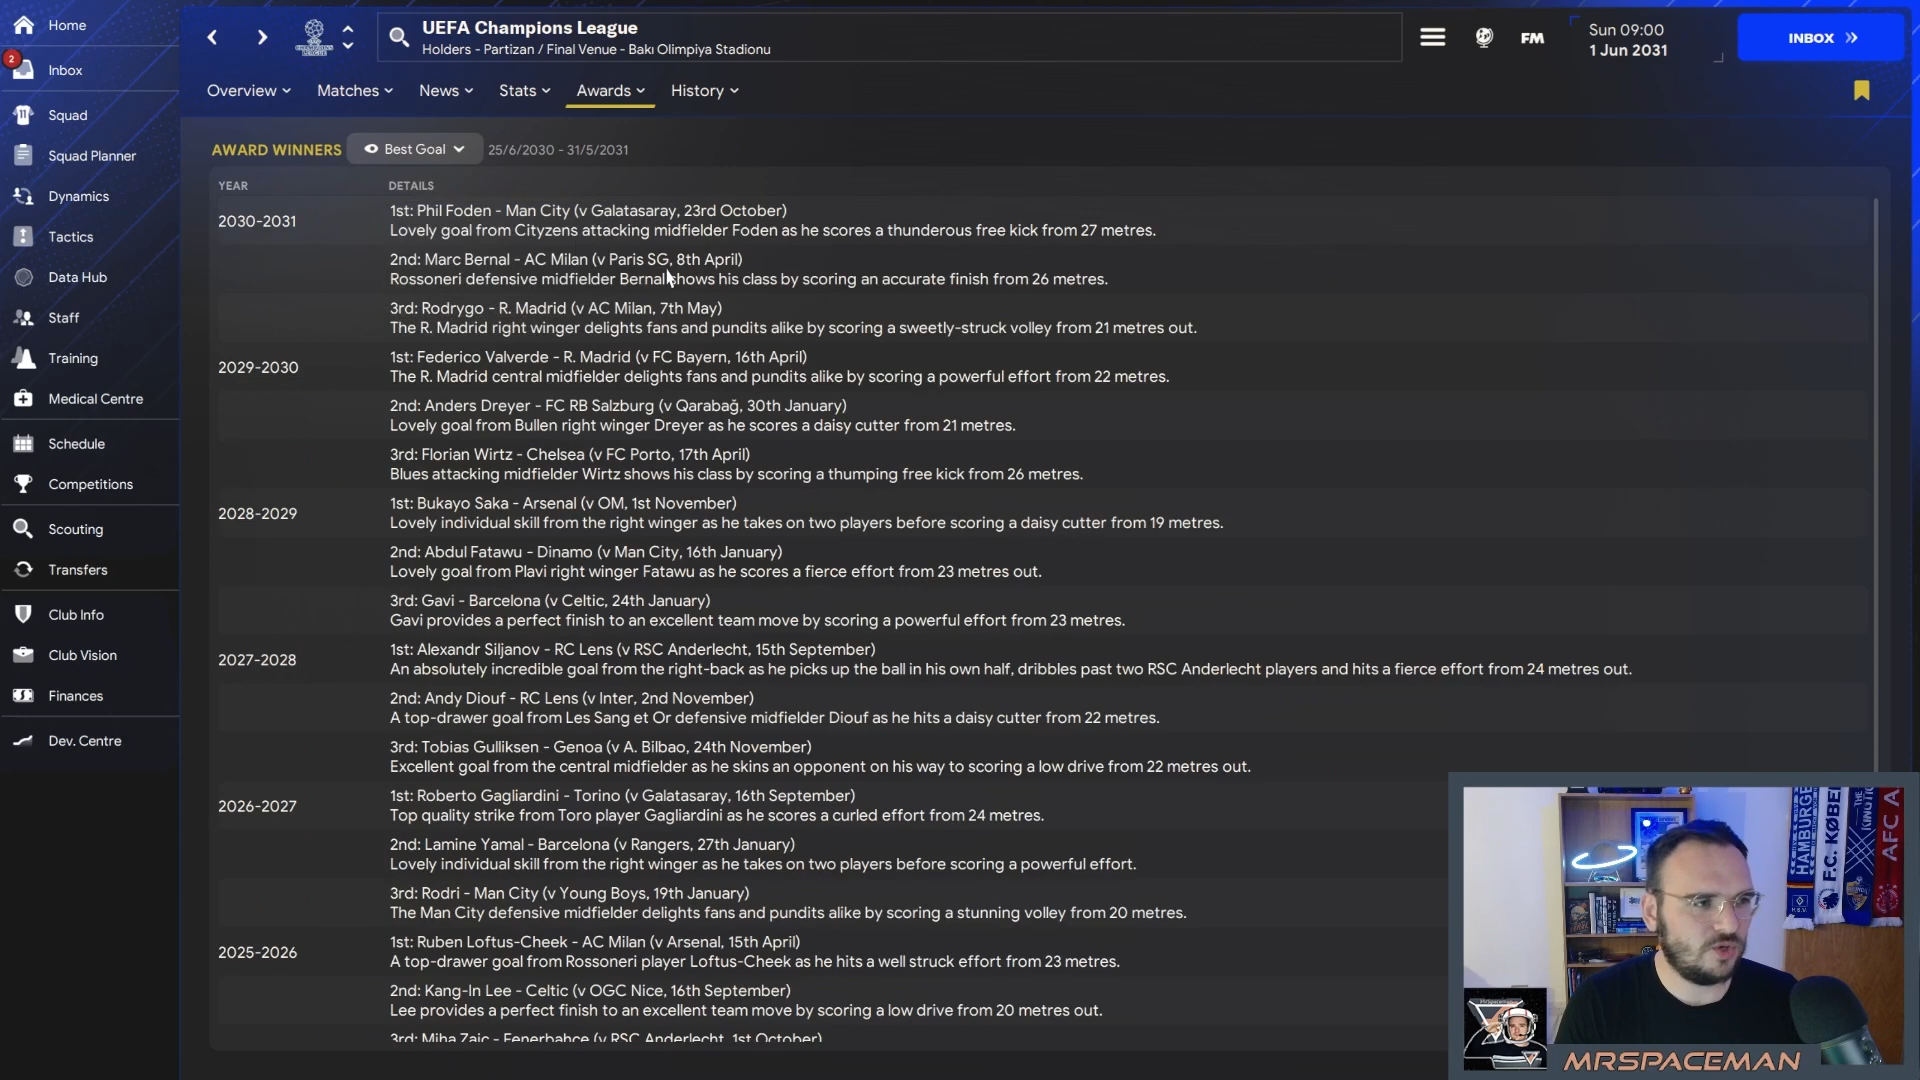 Home
UEFA Champions League
Holders - Partizan / Final Venue - Bakı Olimpiya Stadionu
FM
Sun 09:00
1 Jun 2031
INBOX
2
Inbox
Overview
Matches
News
Stats
Awards
History
Squad
Squad Planner
Dynamics
Tactics
Data Hub
Staff
Training
Medical Centre
Schedule
Competitions
Scouting
Transfers
Club Info
Club Vision
Finances
Dev. Centre
AWARD WINNERS
Best Goal
25/6/2030 - 31/5/2031
YEAR
DETAILS
2030-2031
1st: Phil Foden - Man City (v Galatasaray, 23rd October)
Lovely goal from Cityzens attacking midfielder Foden as he scores a thunderous free kick from 27 metres.
2nd: Marc Bernal - AC Milan (v Paris SG, 8th April)
Rossoneri defensive midfielder Bernal shows his class by scoring an accurate finish from 26 metres.
3rd: Rodrygo - R. Madrid (v AC Milan, 7th May)
The R. Madrid right winger delights fans and pundits alike by scoring a sweetly-struck volley from 21 metres out.
2029-2030
1st: Federico Valverde - R. Madrid (v FC Bayern, 16th April)
The R. Madrid central midfielder delights fans and pundits alike by scoring a powerful effort from 22 metres.
2nd: Anders Dreyer - FC RB Salzburg (v Qarabağ, 30th January)
Lovely goal from Bullen right winger Dreyer as he scores a daisy cutter from 21 metres.
3rd: Florian Wirtz - Chelsea (v FC Porto, 17th April)
Blues attacking midfielder Wirtz shows his class by scoring a thumping free kick from 26 metres.
2028-2029
1st: Bukayo Saka - Arsenal (v OM, 1st November)
Lovely individual skill from the right winger as he takes on two players before scoring a daisy cutter from 19 metres.
2nd: Abdul Fatawu - Dinamo (v Man City, 16th January)
Lovely goal from Plavi right winger Fatawu as he scores a fierce effort from 23 metres out.
3rd: Gavi - Barcelona (v Celtic, 24th January)
Gavi provides a perfect finish to an excellent team move by scoring a powerful effort from 23 metres.
2027-2028
1st: Alexandr Siljanov - RC Lens (v RSC Anderlecht, 15th September)
An absolutely incredible goal from the right-back as he picks up the ball in his own half, dribbles past two RSC Anderlecht players and hits a fierce effort from 24 metres out.
2nd: Andy Diouf - RC Lens (v Inter, 2nd November)
A top-drawer goal from Les Sang et Or defensive midfielder Diouf as he hits a daisy cutter from 22 metres.
3rd: Tobias Gulliksen - Genoa (v A. Bilbao, 24th November)
Excellent goal from the central midfielder as he skins an opponent on his way to scoring a low drive from 22 metres out.
2026-2027
1st: Roberto Gagliardini - Torino (v Galatasaray, 16th September)
Top quality strike from Toro player Gagliardini as he scores a curled effort from 24 metres.
2nd: Lamine Yamal - Barcelona (v Rangers, 27th January)
Lovely individual skill from the right winger as he takes on two players before scoring a powerful effort.
3rd: Rodri - Man City (v Young Boys, 19th January)
The Man City defensive midfielder delights fans and pundits alike by scoring a stunning volley from 20 metres.
2025-2026
1st: Ruben Loftus-Cheek - AC Milan (v Arsenal, 15th April)
A top-drawer goal from Rossoneri player Loftus-Cheek as he hits a well struck effort from 23 metres.
2nd: Kang-In Lee - Celtic (v OGC Nice, 16th September)
Lee provides a perfect finish to an excellent team move by scoring a low drive from 20 metres out.
3rd: Miha Zajc - Fenerbahçe (v RSC Anderlecht, 1st October)
HAMBURGE
F.C. KØBE
AFC A
MRSPACEMAN